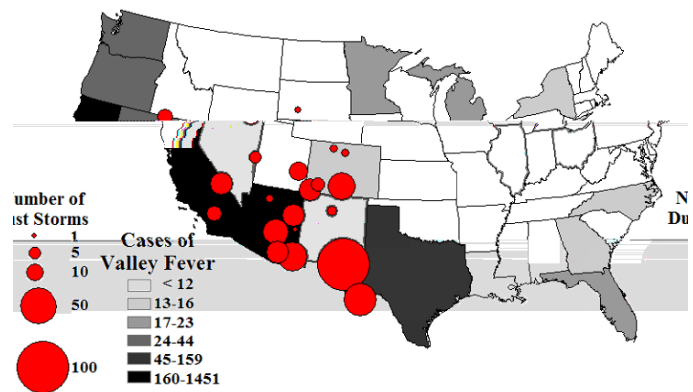 umber of
ust Storms
1
5
10
50
100
Cases of
Valley Fever
< 12
13-16
17-23
24-44
45-159
160-1451
N
Du